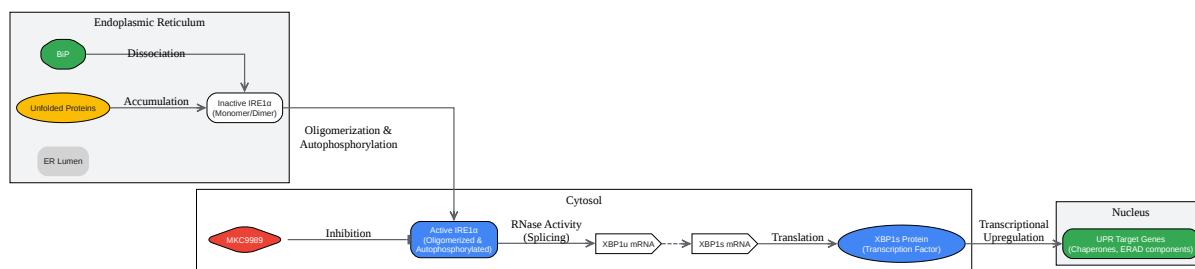 Endoplasmic Reticulum
BiP
Dissociation
Unfolded Proteins
Accumulation
Inactive IRE1α
(Monomer/Dimer)
ER Lumen
Oligomerization &
Autophosphorylation
Cytosol
MKC9989
Inhibition
Active IRE1α
(Oligomerized &
Autophosphorylated)
RNase Activity
(Splicing)
XBP1u mRNA
XBP1s mRNA
Translation
XBP1s Protein
(Transcription Factor)
Transcriptional
Upregulation
Nucleus
UPR Target Genes
(Chaperones, ERAD components)